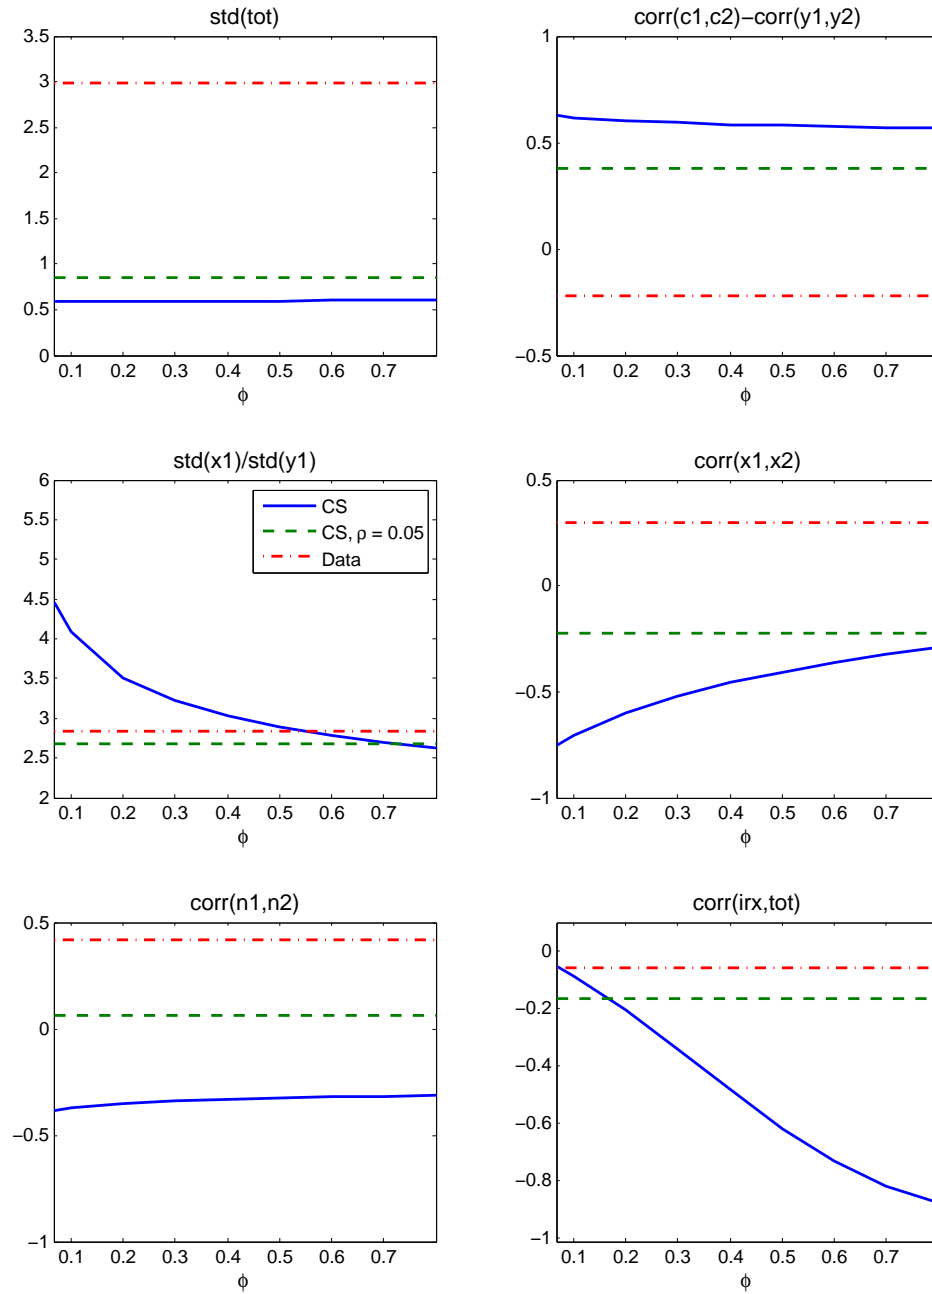 std(tot)
3.5
3
2.5
2
1.5
1
0.5
0
0.1 0.2 0.3 0.4 0.5 0.6 0.7
ϕ
corr(c1,c2)−corr(y1,y2)
1
0.5
0
−0.5
0.1 0.2 0.3 0.4 0.5 0.6 0.7
ϕ
std(x1)/std(y1)
6
5.5
5
4.5
4
3.5
3
2.5
2
CS
CS, ρ = 0.05
Data
0.1 0.2 0.3 0.4 0.5 0.6 0.7
ϕ
corr(x1,x2)
0.5
0
−0.5
−1
0.1 0.2 0.3 0.4 0.5 0.6 0.7
ϕ
corr(n1,n2)
0.5
0
−0.5
−1
0.1 0.2 0.3 0.4 0.5 0.6 0.7
ϕ
corr(irx,tot)
0
−0.2
−0.4
−0.6
−0.8
−1
0.1 0.2 0.3 0.4 0.5 0.6 0.7
ϕ